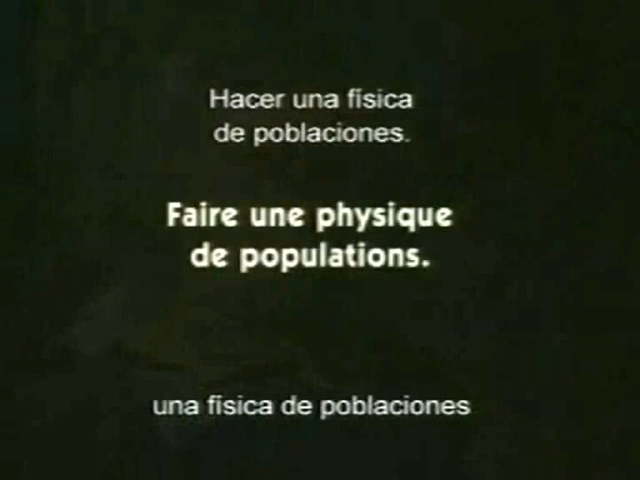 Hacer una física
de poblaciones.
Faire une physique
de populations.
una física de poblaciones